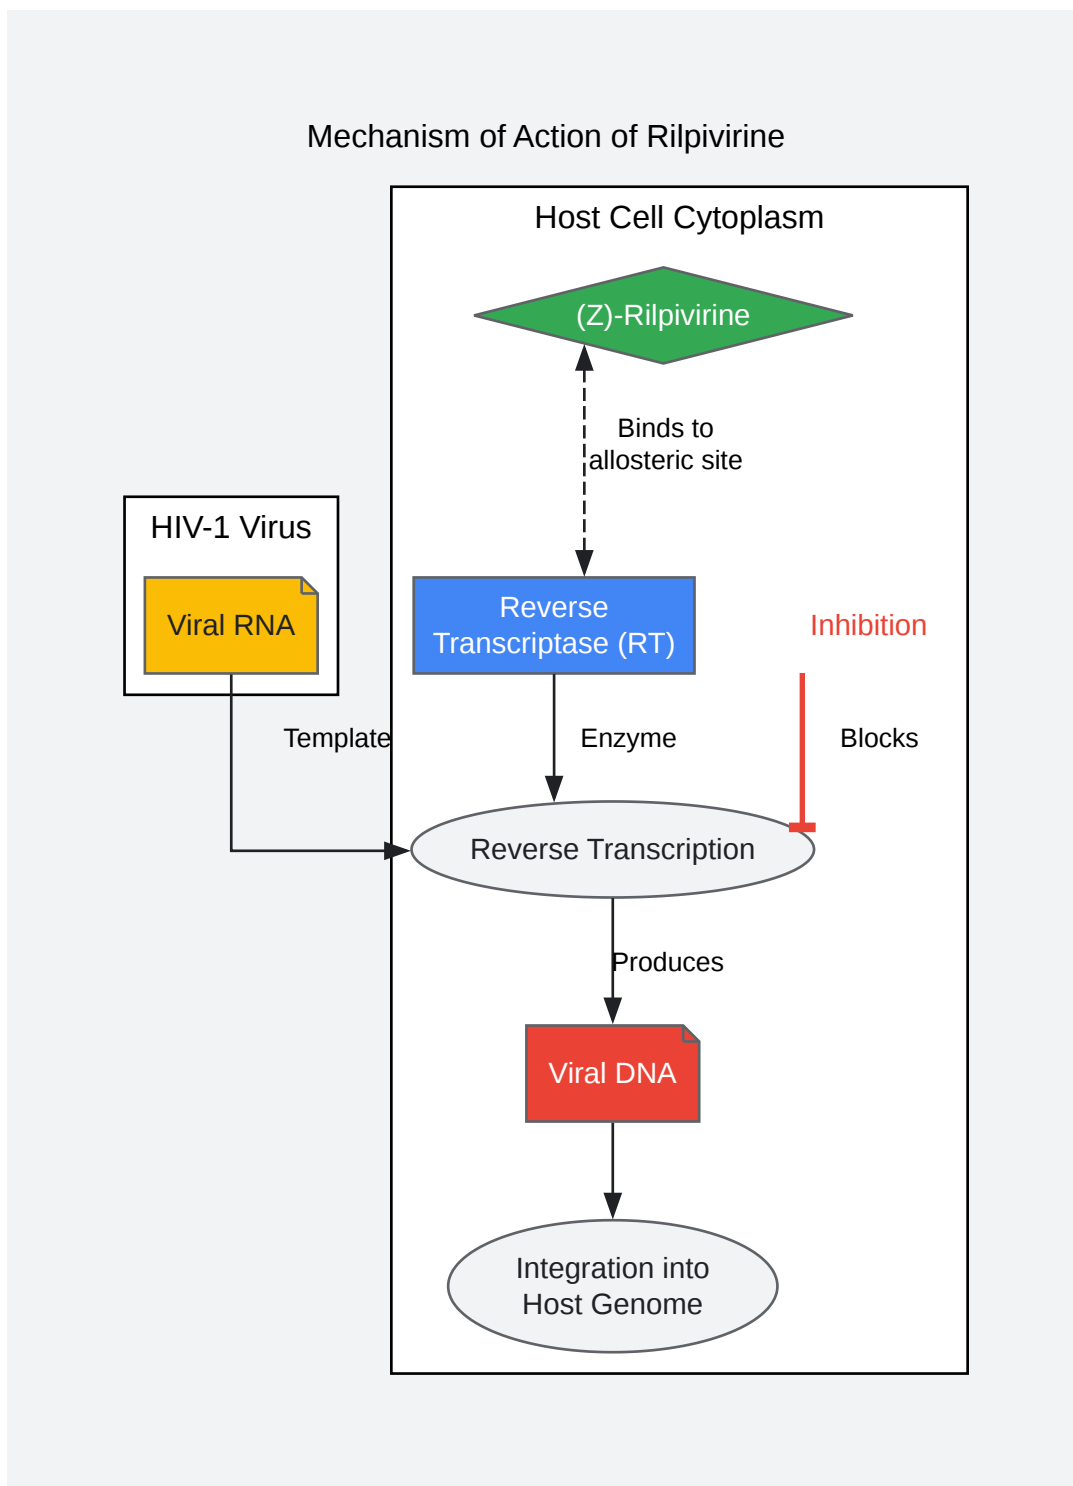 Mechanism of Action of Rilpivirine
Host Cell Cytoplasm
(Z)-Rilpivirine
Binds to
allosteric site
HIV-1 Virus
Viral RNA
Reverse
Transcriptase (RT)
Inhibition
Template
Enzyme
Blocks
Reverse Transcription
Produces
Viral DNA
Integration into
Host Genome